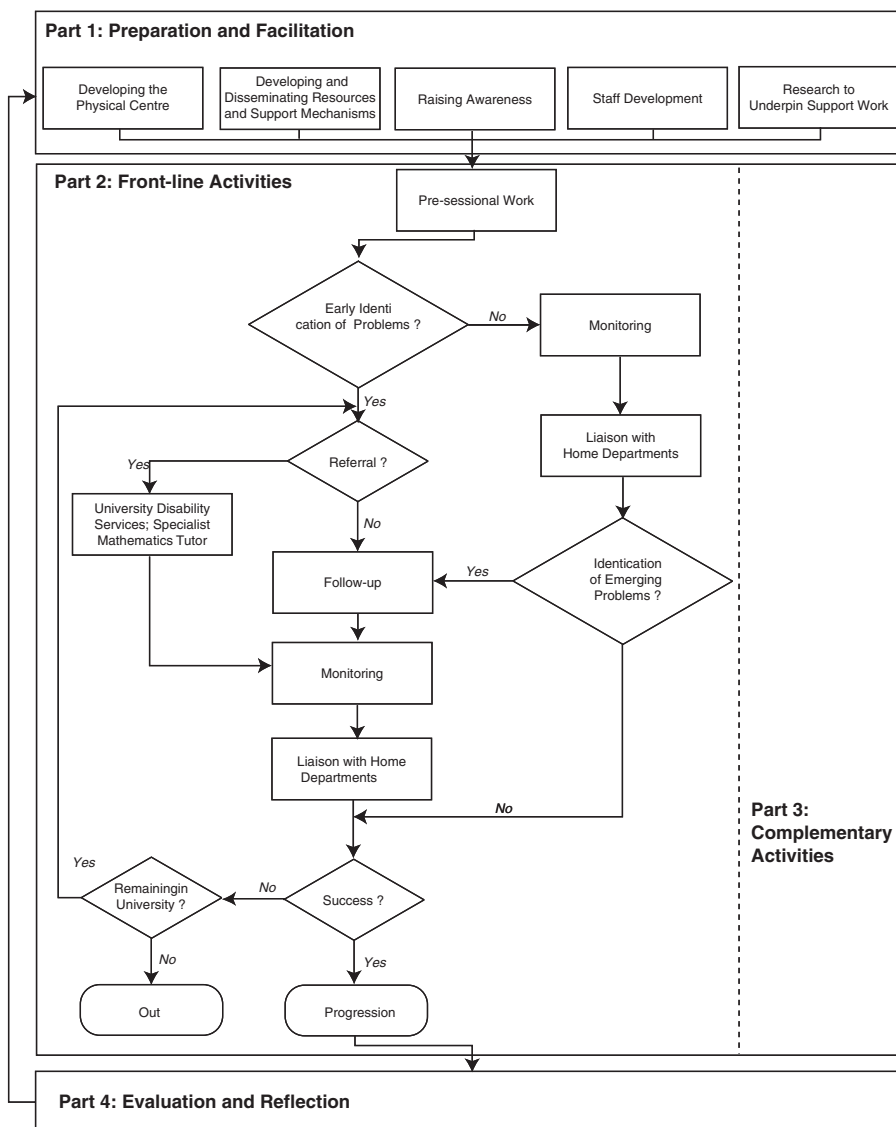 Part 1: Preparation and Facilitation
Developing the
Physical Centre
Developing and
Disseminating Resources
and Support Mechanisms
Raising Awareness
Staff Development
Research to
Underpin Support Work
Part 2: Front-line Activities
Pre-sessional Work
Early Identi
cation of Problems ?
No
Monitoring
Yes
Liaison with
Home Departments
Referral ?
Yes
University Disability
Services; Specialist
Mathematics Tutor
No
Follow-up
Yes
Identication
of Emerging
Problems ?
Monitoring
Liaison with Home
Departments
No
Part 3:
Complementary
Activities
Yes
Remainingin
University ?
No
Success ?
No
Yes
Out
Progression
Part 4: Evaluation and Reflection